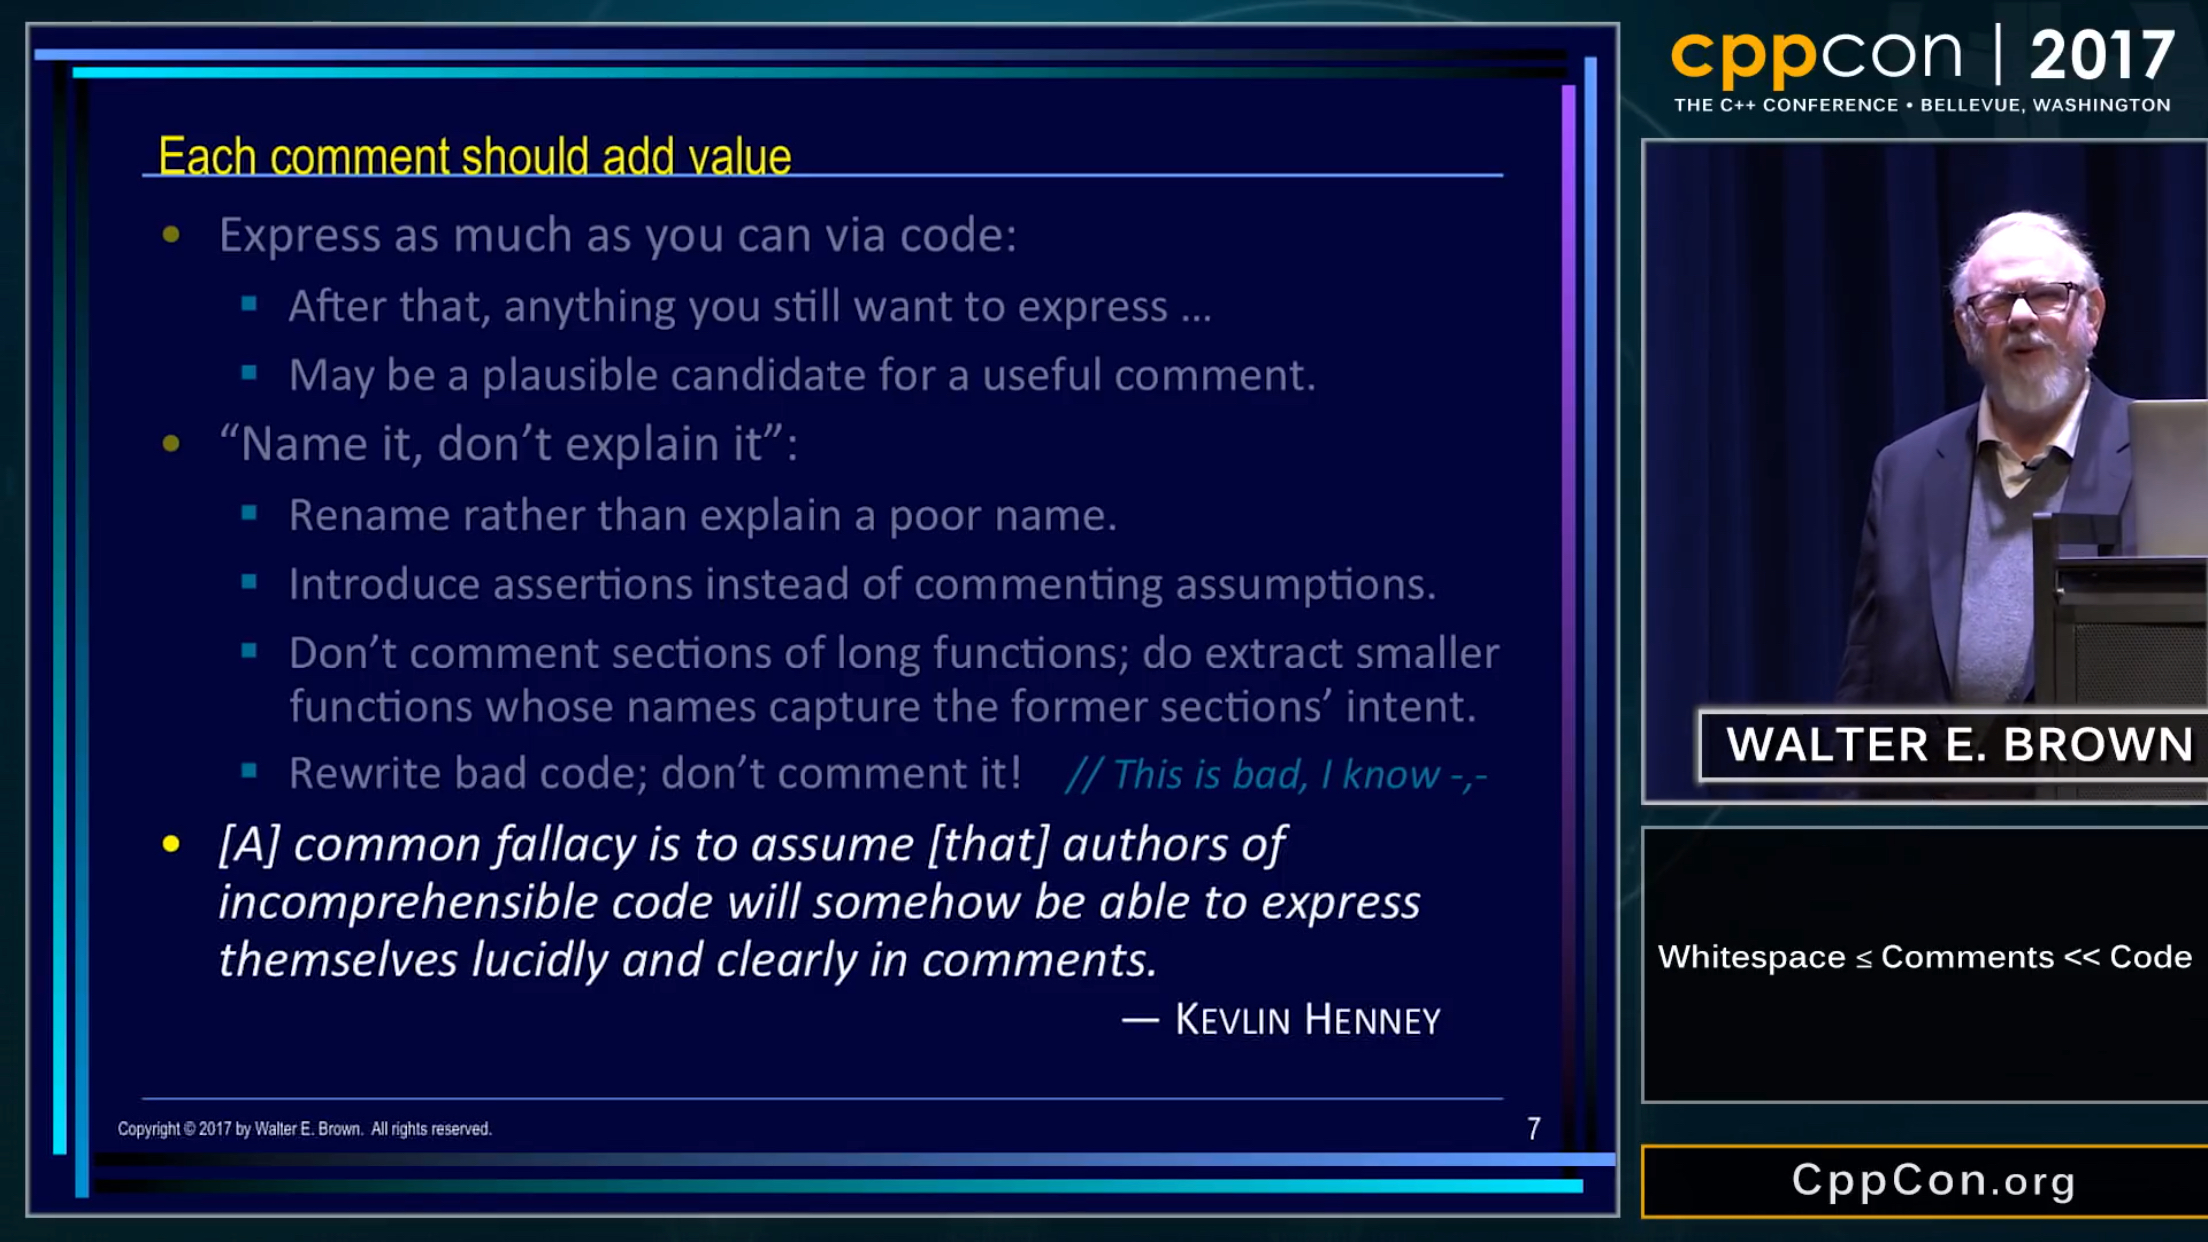 Each comment should add value
• Express as much as you can via code:
▪ After that, anything you still want to express …
▪ May be a plausible candidate for a useful comment.
• “Name it, don’t explain it”:
▪ Rename rather than explain a poor name.
▪ Introduce assertions instead of commenting assumptions.
▪ Don’t comment sections of long functions; do extract smaller
functions whose names capture the former sections’ intent.
▪ Rewrite bad code; don’t comment it! // This is bad, I know -,-
• [A] common fallacy is to assume [that] authors of
incomprehensible code will somehow be able to express
themselves lucidly and clearly in comments.
— KEVLIN HENNEY
Copyright © 2017 by Walter E. Brown. All rights reserved.
7
cppcon | 2017
THE C++ CONFERENCE • BELLEVUE, WASHINGTON
WALTER E. BROWN
Whitespace ≤ Comments << Code
CppCon.org